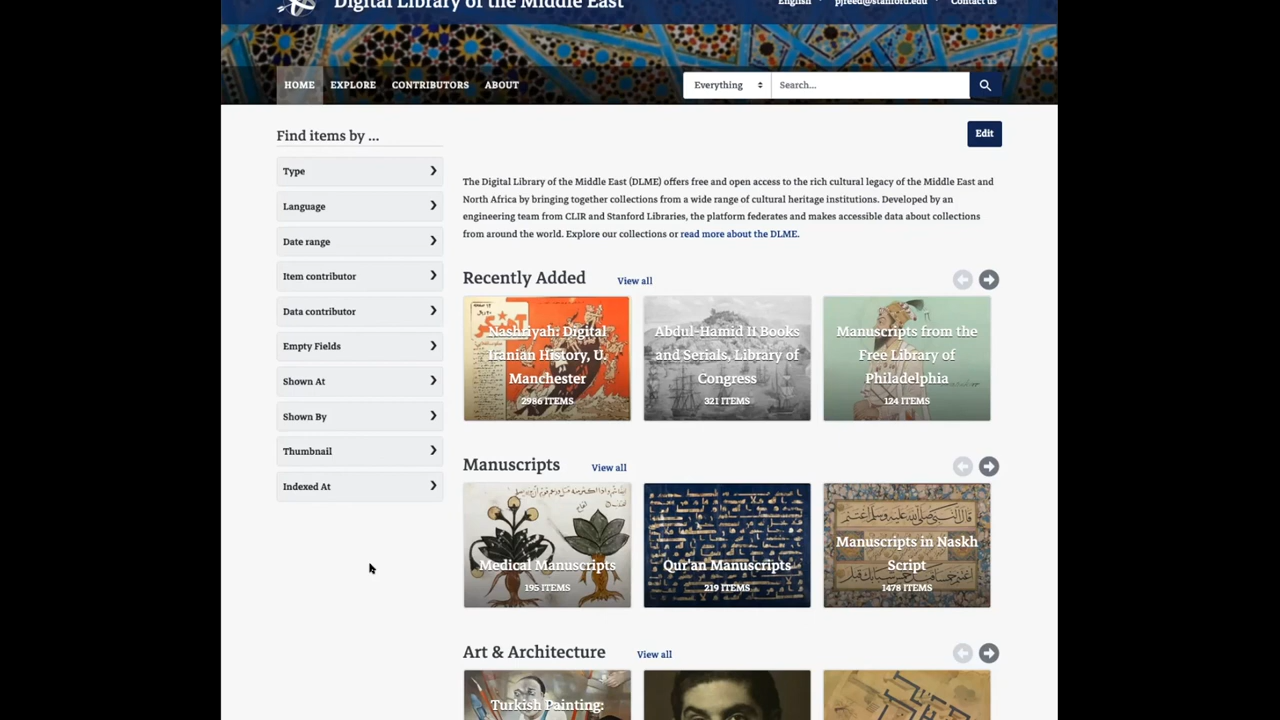 Digital Library of the Middle East
English pjreed@stanford.edu Contact us
HOME EXPLORE CONTRIBUTORS ABOUT Everything Search...
Find items by ...
Edit
Type
Language
Date range
Item contributor
Data contributor
Empty Fields
Shown At
Shown By
Thumbnail
Indexed At
The Digital Library of the Middle East (DLME) offers free and open access to the rich cultural legacy of the Middle East and
North Africa by bringing together collections from a wide range of cultural heritage institutions. Developed by an
engineering team from CLIR and Stanford Libraries, the platform federates and makes accessible data about collections
from around the world. Explore our collections or read more about the DLME.
Recently Added View all
Nashriyah: Digital
Iranian History, U.
Manchester
2986 ITEMS
Abdul-Hamid II Books
and Serials, Library of
Congress
321 ITEMS
Manuscripts from the
Free Library of
Philadelphia
124 ITEMS
Manuscripts View all
Medical Manuscripts
195 ITEMS
Qur'an Manuscripts
219 ITEMS
Manuscripts in Naskh
Script
1478 ITEMS
Art & Architecture View all
Turkish Painting: